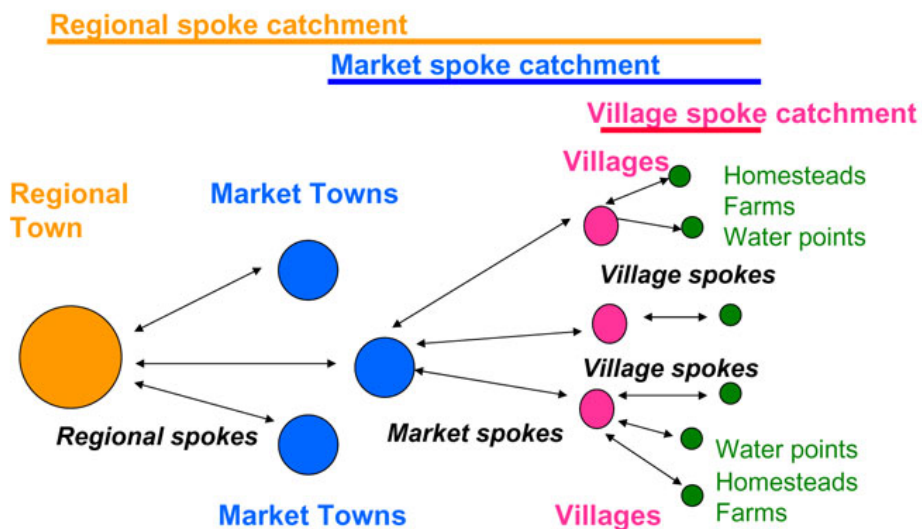 Regional spoke catchment
Market spoke catchment
Village spoke catchment
Villages
Regional
Town
Market Towns
Homesteads
Farms
Water points
Village spokes
Village spokes
Regional spokes
Market spokes
Water points
Homesteads
Farms
Market Towns
Villages